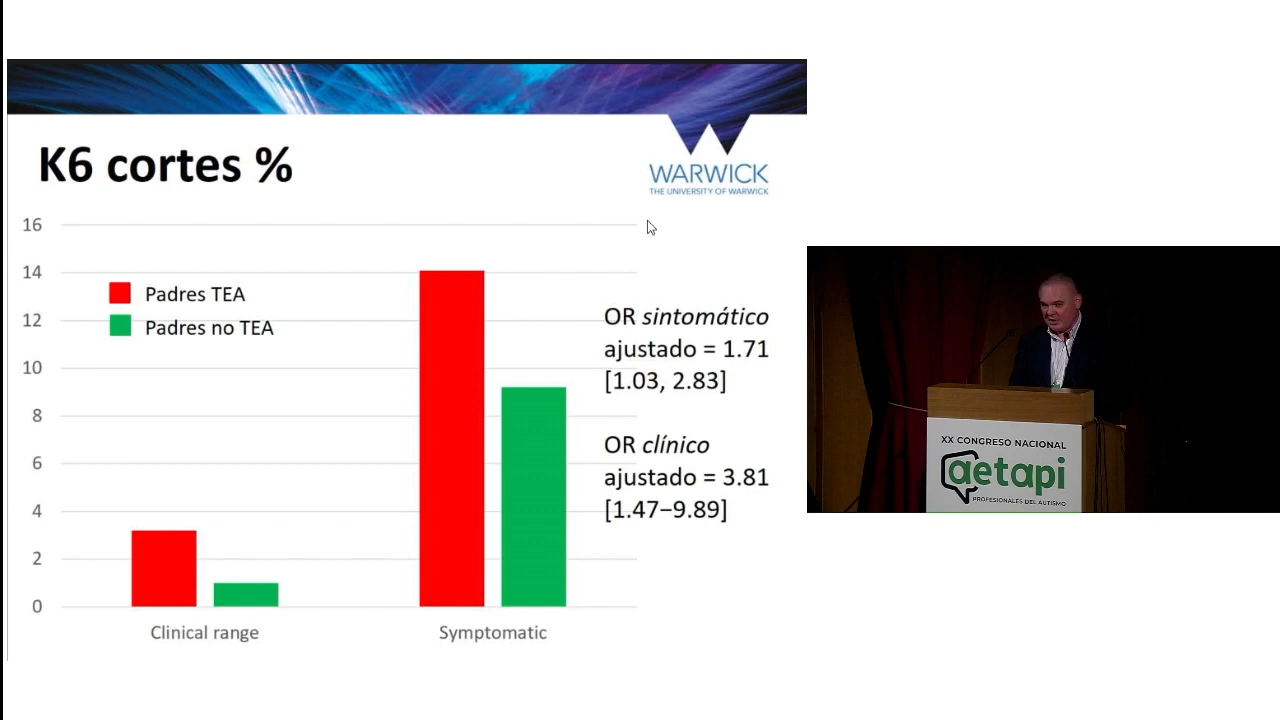 K6 cortes %
WARWICK
THE UNIVERSITY OF WARWICK
16
14
12
10
8
6
4
2
0
Padres TEA
Padres no TEA
Clinical range
Symptomatic
OR sintomático
ajustado = 1.71
[1.03, 2.83]
OR clínico
ajustado = 3.81
[1.47–9.89]
XX CONGRESO NACIONAL
aetapi
PROFESIONALES DEL AUTISMO